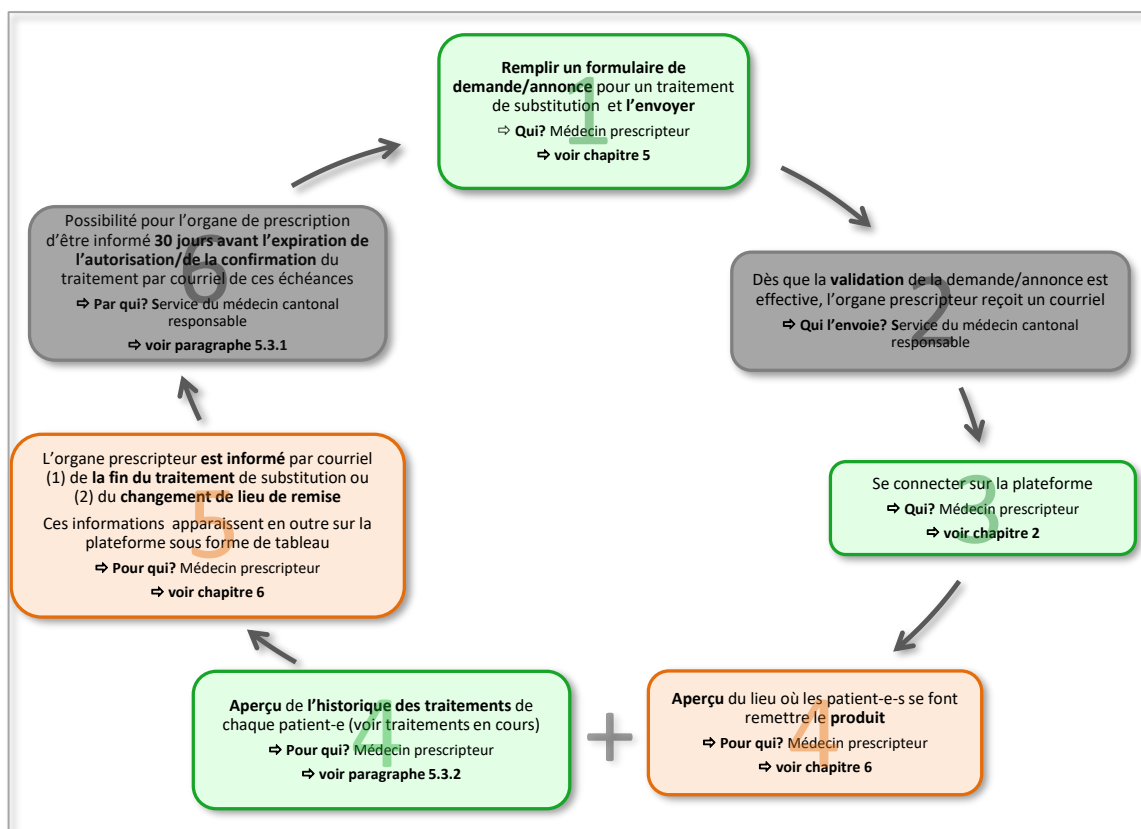 1
Remplir un formulaire de
demande/annonce pour un traitement
de substitution et l'envoyer
⇨ Qui? Médecin prescripteur
⇨ voir chapitre 5
2
Dès que la validation de la demande/annonce est
effective, l'organe prescripteur reçoit un courriel
⇨ Qui l'envoie? Service du médecin cantonal
responsable
3
Se connecter sur la plateforme
⇨ Qui? Médecin prescripteur
⇨ voir chapitre 2
4
Aperçu du lieu où les patient-e-s se font
remettre le produit
⇨ Pour qui? Médecin prescripteur
⇨ voir chapitre 6
+
4
Aperçu de l'historique des traitements de
chaque patient-e (voir traitements en cours)
⇨ Pour qui? Médecin prescripteur
⇨ voir paragraphe 5.3.2
5
L'organe prescripteur est informé par courriel
(1) de la fin du traitement de substitution ou
(2) du changement de lieu de remise
Ces informations apparaissent en outre sur la
plateforme sous forme de tableau
⇨ Pour qui? Médecin prescripteur
⇨ voir chapitre 6
6
Possibilité pour l'organe de prescription
d'être informé 30 jours avant l'expiration de
l'autorisation/de la confirmation du
traitement par courriel de ces échéances
⇨ Par qui? Service du médecin cantonal
responsable
⇨ voir paragraphe 5.3.1